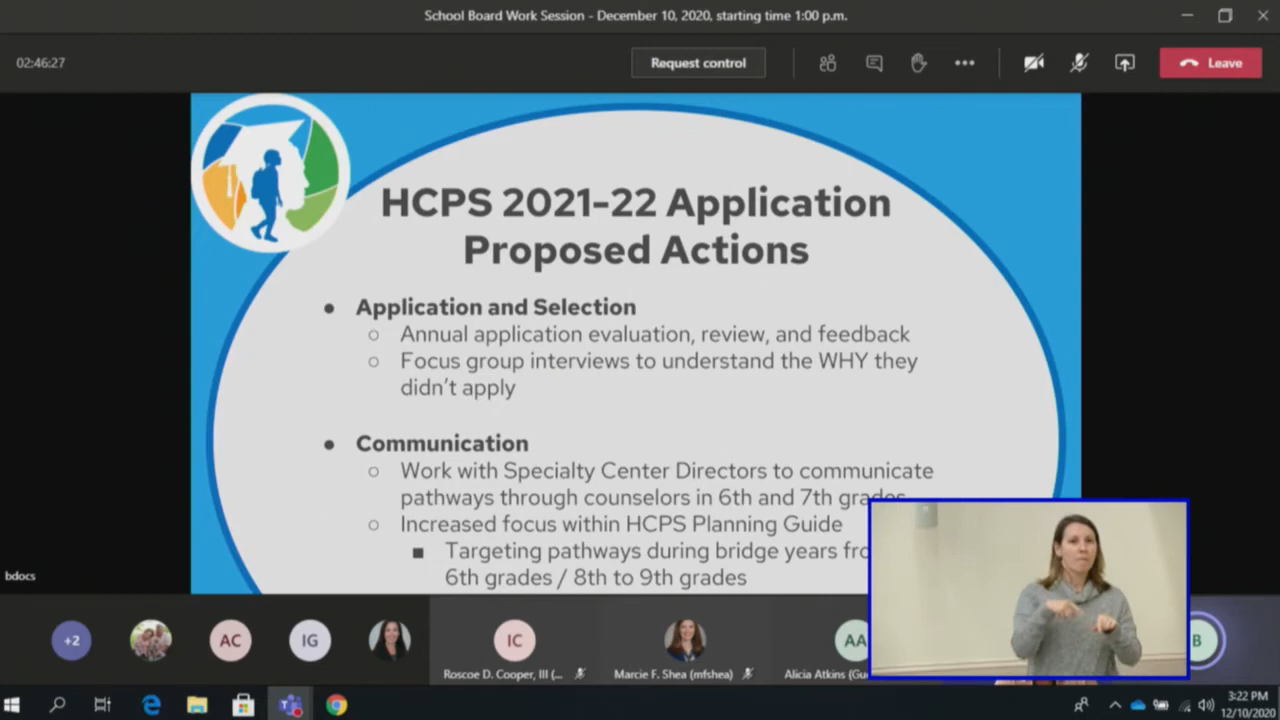 School Board Work Session - December 10, 2020, starting time 1:00 p.m.
02:46:27
Request control
Leave
HCPS 2021-22 Application
Proposed Actions
● Application and Selection
○ Annual application evaluation, review, and feedback
○ Focus group interviews to understand the WHY they
didn't apply
● Communication
○ Work with Specialty Center Directors to communicate
pathways through counselors in 6th and 7th grades
○ Increased focus within HCPS Planning Guide
■ Targeting pathways during bridge years
6th grades / 8th to 9th grades
bdocs
+2
AC
IG
IC
AA
B
Roscoe D. Cooper, III (...
Marcie F. Shea (mfshea)
Alicia Atkins
3:22 PM
12/10/2020